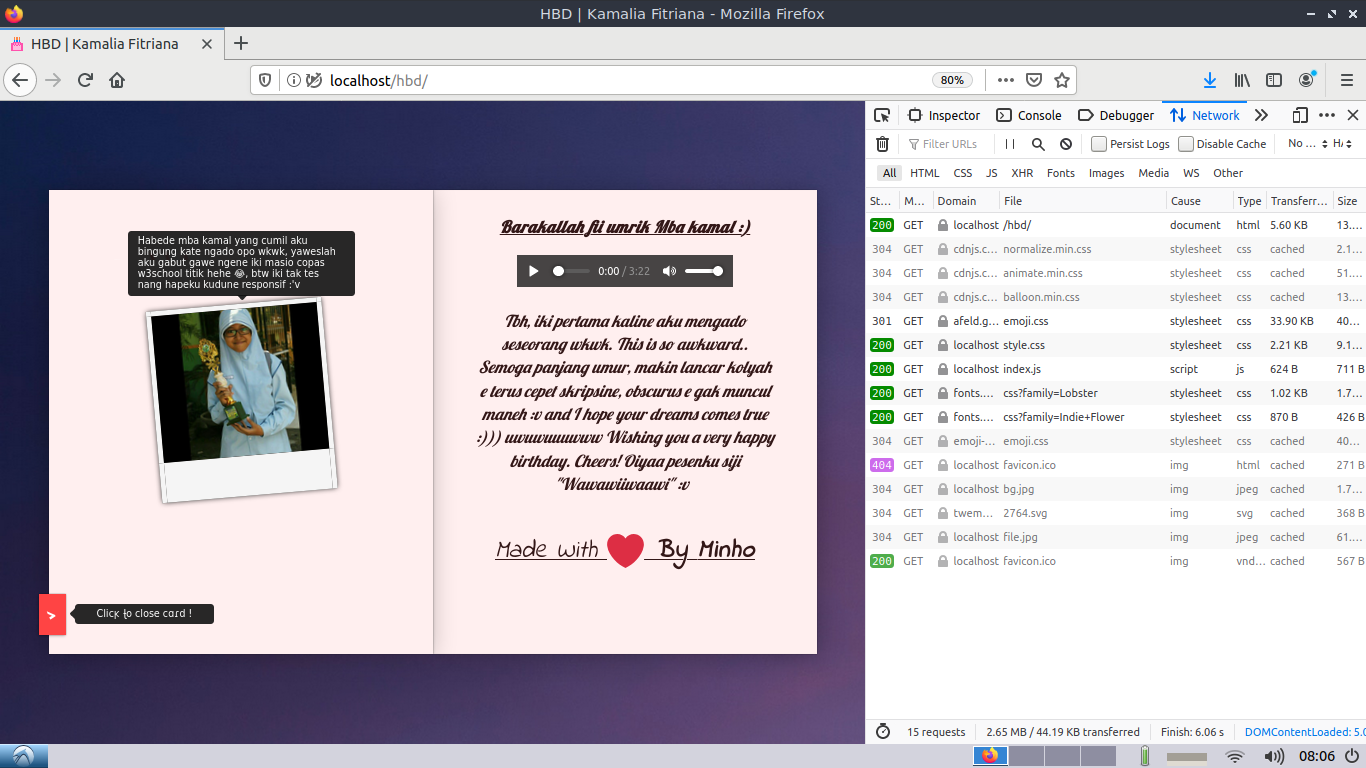 HBD | Kamalia Fitriana - Mozilla Firefox
HBD | Kamalia Fitriana
localhost/hbd/
80%
Inspector
Console
Debugger
Network
Filter URLs
Persist Logs
Disable Cache
No ...
All HTML CSS JS XHR Fonts Images Media WS Other
St... M... Domain File Cause Type Transferr... Size
200 GET localhost /hbd/ document html 5.60 KB 13....
304 GET cdnjs.c... normalize.min.css stylesheet css cached 2.1...
304 GET cdnjs.c... animate.min.css stylesheet css cached 51....
304 GET cdnjs.c... balloon.min.css stylesheet css cached 13....
301 GET afeld.g... emoji.css stylesheet css 33.90 KB 40...
200 GET localhost style.css stylesheet css 2.21 KB 9.1...
200 GET localhost index.js script js 624 B 711 B
200 GET fonts.... css?family=Lobster stylesheet css 1.02 KB 1.7...
200 GET fonts.... css?family=Indie+Flower stylesheet css 870 B 426 B
304 GET emoji-... emoji.css stylesheet css cached 40...
404 GET localhost favicon.ico img html cached 271 B
304 GET localhost bg.jpg img jpeg cached 1.7...
304 GET twem... 2764.svg img svg cached 368 B
304 GET localhost file.jpg img jpeg cached 61....
200 GET localhost favicon.ico img vnd... cached 567 B
15 requests 2.65 MB / 44.19 KB transferred Finish: 6.06 s DOMContentLoaded: 5.0
Habede mba kamal yang cumil aku
bingung kate ngado opo wkwk, yaweslah
aku gabut gawe ngene iki masio copas
w3school titik hehe 😂, btw iki tak tes
nang hapeku kudune responsif :'v
> Click to close card !
Barakallah fil umrik Mba kamal :)
0:00 / 3:22
Tbh, iki pertama kaline aku mengado
seseorang wkwk. This is so awkward..
Semoga panjang umur, makin lancar kolyah
e terus cepet skripsine, obscurus e gak muncul
maneh :v and I hope your dreams comes true
:))) uwuwuuuwuw Wishing you a very happy
birthday. Cheers! Oiyaa pesenku siji
"Wawawiiwaawi" :v
Made with ❤ By Minho
08:06